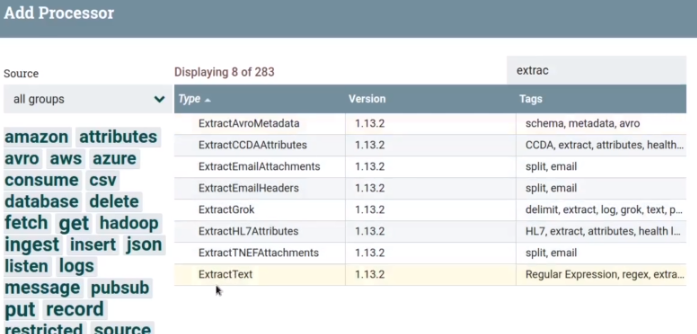 Add Processor
Source
Displaying 8 of 283
extrac
all groups
Type Version Tags
ExtractAvroMetadata 1.13.2 schema, metadata, avro
ExtractCCDAAttributes 1.13.2 CCDA, extract, attributes, health...
ExtractEmailAttachments 1.13.2 split, email
ExtractEmailHeaders 1.13.2 split, email
ExtractGrok 1.13.2 delimit, extract, log, grok, text, p...
ExtractHL7Attributes 1.13.2 HL7, extract, attributes, health l...
ExtractTNEFAttachments 1.13.2 split, email
ExtractText 1.13.2 Regular Expression, regex, extra...
amazon attributes
avro aws azure
consume csv
database delete
fetch get hadoop
ingest insert json
listen logs
message pubsub
put record
restricted source